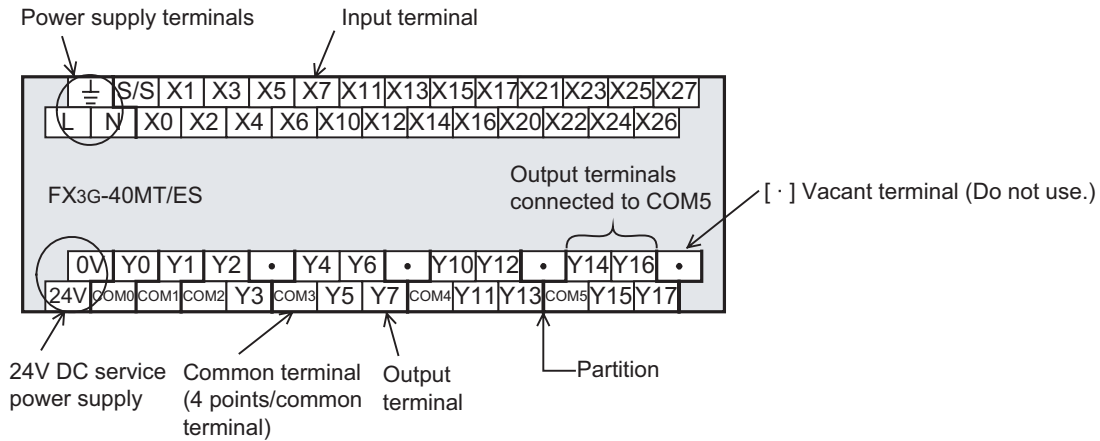 Power supply terminals
Input terminal
⏚ S/S X1 X3 X5 X7 X11 X13 X15 X17 X21 X23 X25 X27
L N X0 X2 X4 X6 X10 X12 X14 X16 X20 X22 X24 X26
FX3G-40MT/ES
Output terminals
connected to COM5
[ · ] Vacant terminal (Do not use.)
0V Y0 Y1 Y2 • Y4 Y6 • Y10 Y12 • Y14 Y16 •
24V COM0 COM1 COM2 Y3 COM3 Y5 Y7 COM4 Y11 Y13 COM5 Y15 Y17
24V DC service
power supply
Common terminal
(4 points/common
terminal)
Output
terminal
Partition